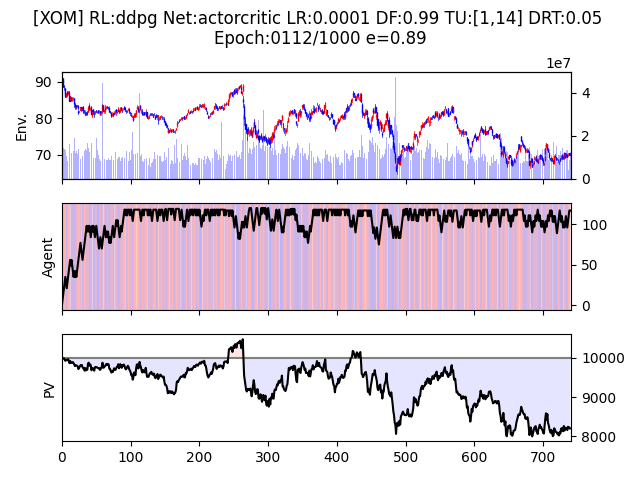 [XOM] RL:ddpg Net:actorcritic LR:0.0001 DF:0.99 TU:[1,14] DRT:0.05
Epoch:0112/1000 e=0.89
1e7
Env.
90
80
70
4
2
0
Agent
100
50
0
PV
10000
9000
8000
0 100 200 300 400 500 600 700